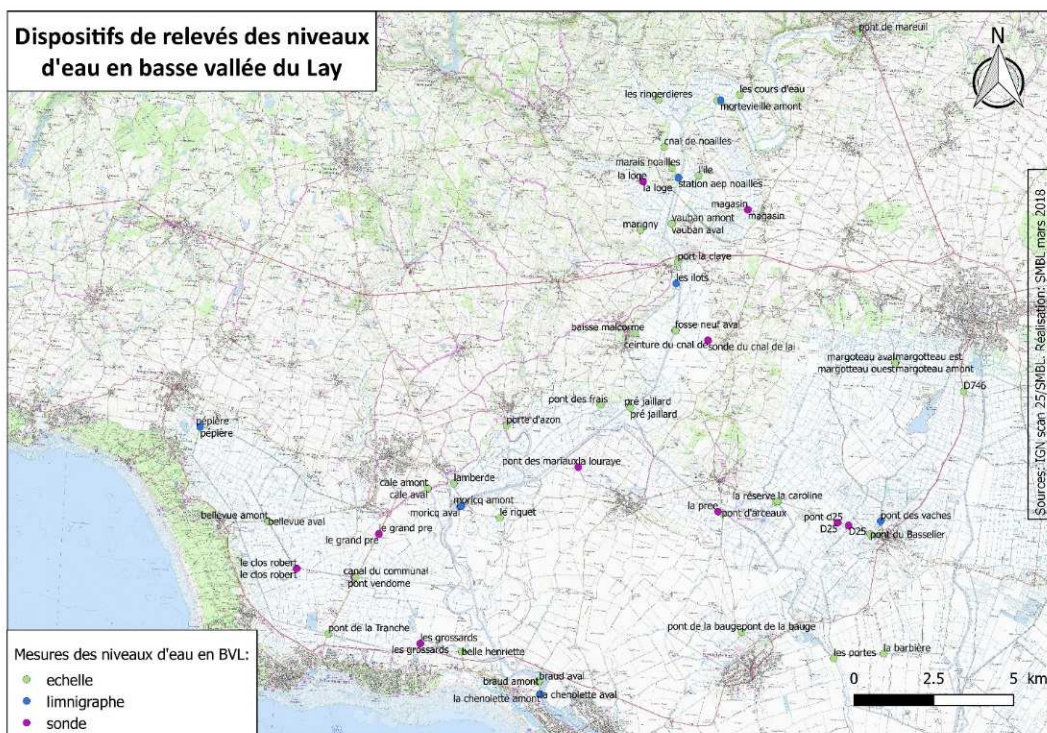 Dispositifs de relevés des niveaux
d'eau en basse vallée du Lay
N
pont de mareuil
les ringerdieres
les cours d'eau
mortevieille amont
cnal de noailles
marais noailles
l'ile
la loge
la loge
station aep noailles
magasin
magasin
vauban amont
marigny
vauban aval
port la claye
les ilots
baisse malcorme
fosse neuf aval
ceinture du cnal de
sonde du cnal de lai
margoteau aval
margotteau est
margotteau ouest
margoteau amont
D746
pont des frais
pré jaillard
pré jaillard
porte d'azon
péplère
péplère
pont des mariaux
la louraye
cale amont
lamberde
cale aval
moricq amont
moricq aval
le riquet
la réserve
la caroline
la pree
pont d'arceaux
pont d25
D25
D25
pont des vaches
pont du Basseller
bellevue amont
bellevue aval
le grand pre
le grand pre
le clos robert
le clos robert
canal du communal
pont vendome
pont de la Tranche
les grossards
les grossards
belle henriette
pont de la bauge
pont de la bauge
les portes
la barbière
braud amont
braud aval
la chenolette amont
la chenolette aval
Mesures des niveaux d'eau en BVL:
echelle
limnigraphe
sonde
0 2.5 5 km
Sources: IGN scan 25/SMBL. Réalisation: SMBL mars 2018